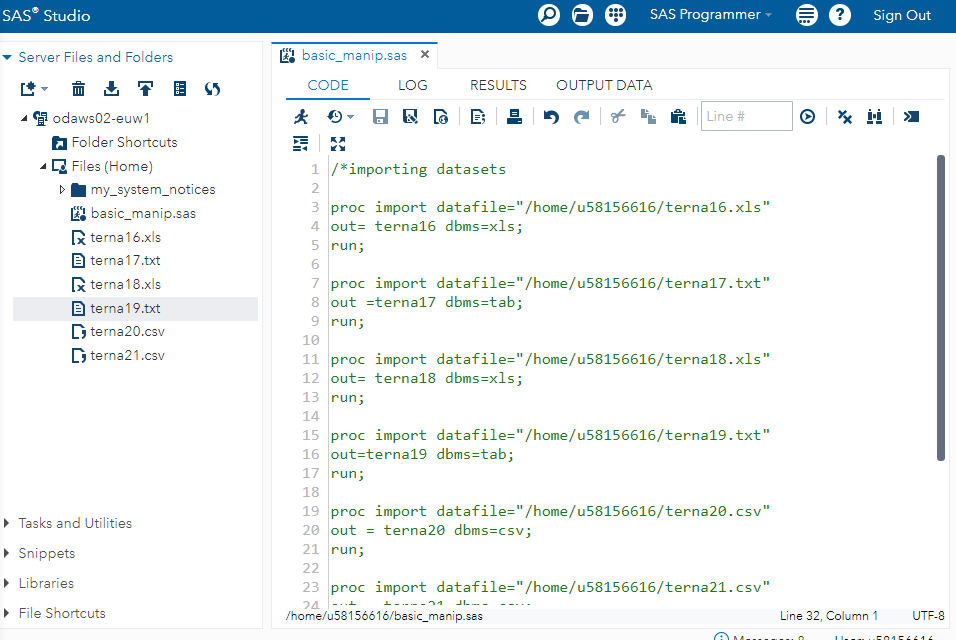 SAS® Studio
SAS Programmer
Sign Out
Server Files and Folders
odaws02-euw1
Folder Shortcuts
Files (Home)
my_system_notices
basic_manip.sas
terna16.xls
terna17.txt
terna18.xls
terna19.txt
terna20.csv
terna21.csv
Tasks and Utilities
Snippets
Libraries
File Shortcuts
basic_manip.sas
CODE LOG RESULTS OUTPUT DATA
Line #
1 /*importing datasets
2
3 proc import datafile="/home/u58156616/terna16.xls"
4 out= terna16 dbms=xls;
5 run;
6
7 proc import datafile="/home/u58156616/terna17.txt"
8 out =terna17 dbms=tab;
9 run;
10
11 proc import datafile="/home/u58156616/terna18.xls"
12 out= terna18 dbms=xls;
13 run;
14
15 proc import datafile="/home/u58156616/terna19.txt"
16 out=terna19 dbms=tab;
17 run;
18
19 proc import datafile="/home/u58156616/terna20.csv"
20 out = terna20 dbms=csv;
21 run;
22
23 proc import datafile="/home/u58156616/terna21.csv"
24 out = terna21 dbms=csv;
/home/u58156616/basic_manip.sas
Line 32, Column 1
UTF-8
Messages: 8
User: u58156616